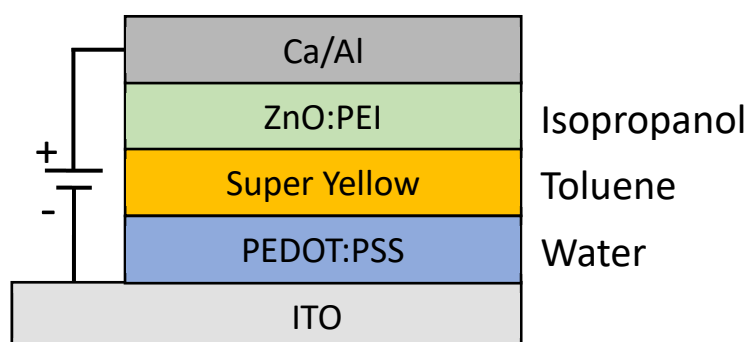 Ca/Al
ZnO:PEI Isopropanol
+
Super Yellow Toluene
-
PEDOT:PSS Water
ITO